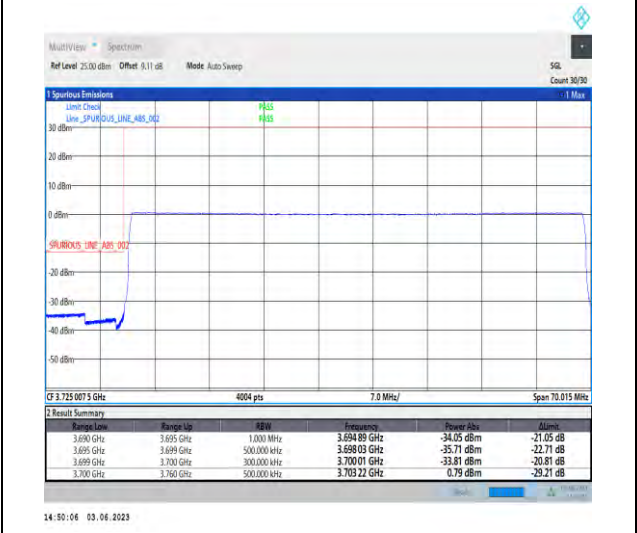 MultiView Spectrum
Ref Level 25.00 dBm Offset 9.11 dB Mode Auto Sweep SGL
Count 30/30
1 Spurious Emissions 1 Max
Limit Check PASS
Line _SPURIOUS_LINE_ABS_002 PASS
30 dBm
20 dBm
10 dBm
0 dBm
_SPURIOUS_LINE_ABS_002
-20 dBm
-30 dBm
-40 dBm
-50 dBm
CF 3.725 007 5 GHz 4004 pts 7.0 MHz/ Span 70.015 MHz
2 Result Summary
Range Low Range Up RBW Frequency Power Abs ΔLimit
3.690 GHz 3.695 GHz 1.000 MHz 3.694 89 GHz -34.05 dBm -21.05 dB
3.695 GHz 3.699 GHz 500.000 kHz 3.698 03 GHz -35.71 dBm -22.71 dB
3.699 GHz 3.700 GHz 300.000 kHz 3.700 01 GHz -33.81 dBm -20.81 dB
3.700 GHz 3.760 GHz 500.000 kHz 3.703 22 GHz 0.79 dBm -29.21 dB
14:50:06 03.06.2023